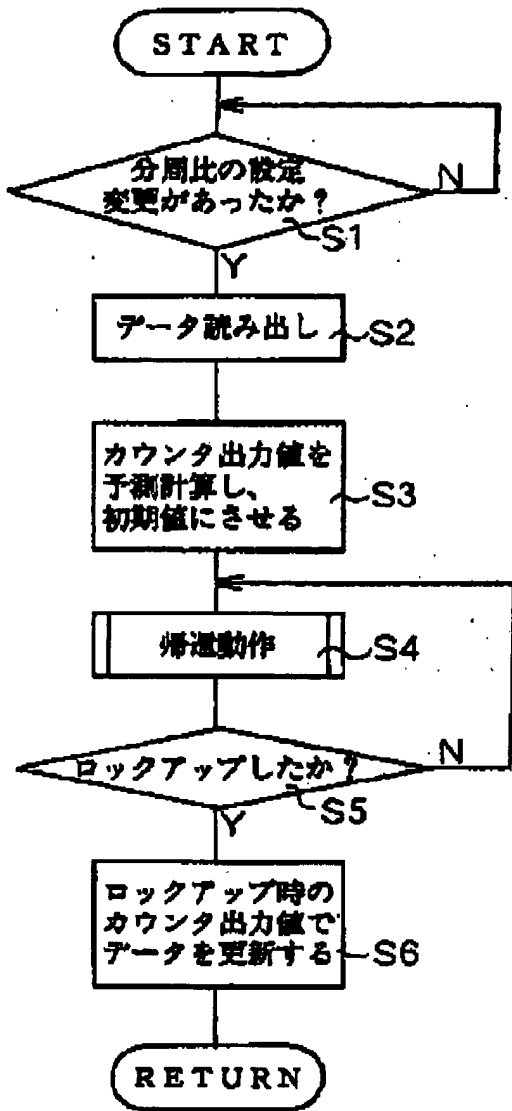 START
分周比の設定
変更があったか?
N
S1
Y
データ読み出し
S2
カウンタ出力値を
予測計算し、
初期値にさせる
S3
帰還動作
S4
ロックアップしたか?
N
S5
Y
ロックアップ時の
カウンタ出力値で
データを更新する
S6
RETURN